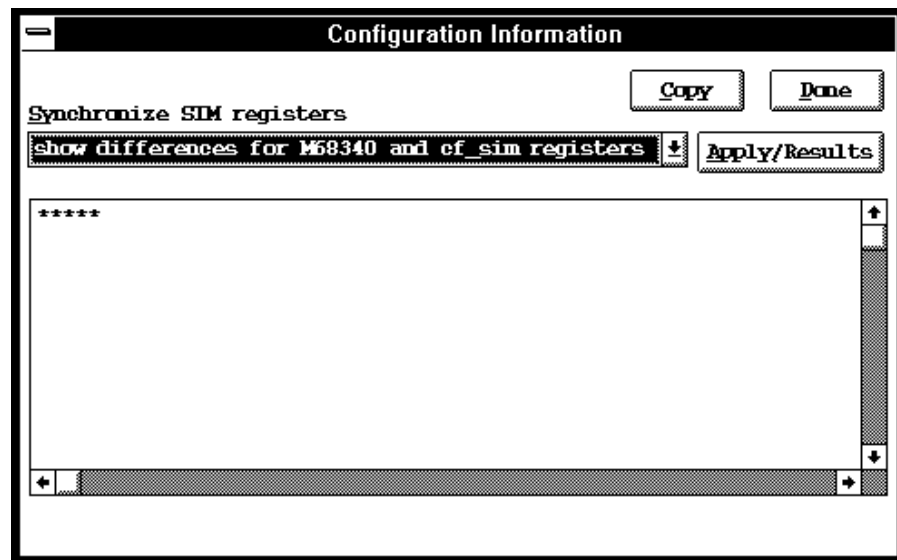 Configuration Information
Copy
Done
Synchronize SIM registers
show differences for M68340 and cf_sim registers
Apply/Results
*****